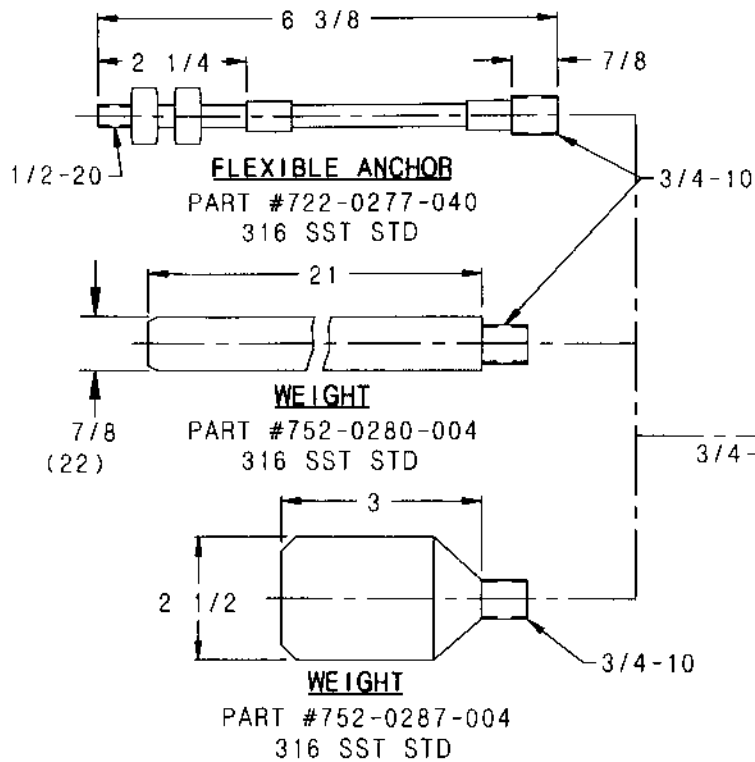 6 3/8
2 1/4
7/8
1/2-20
3/4-10
FLEXIBLE ANCHOR
PART #722-0277-040
316 SST STD
21
7/8
(22)
WEIGHT
PART #752-0280-004
316 SST STD
3/4-
3
2 1/2
3/4-10
WEIGHT
PART #752-0287-004
316 SST STD